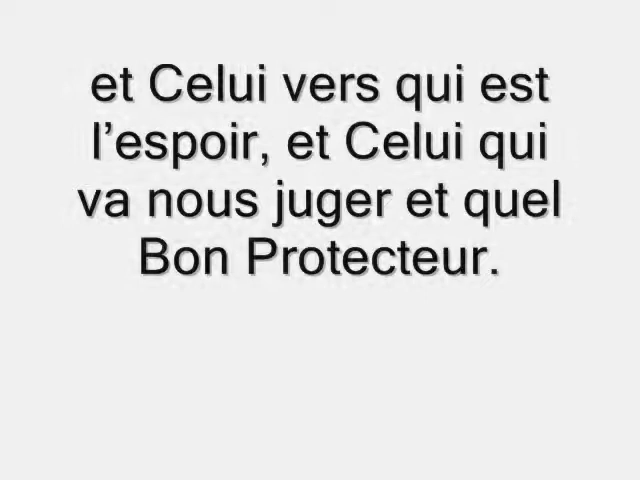 et Celui vers qui est
l’espoir, et Celui qui
va nous juger et quel
Bon Protecteur.